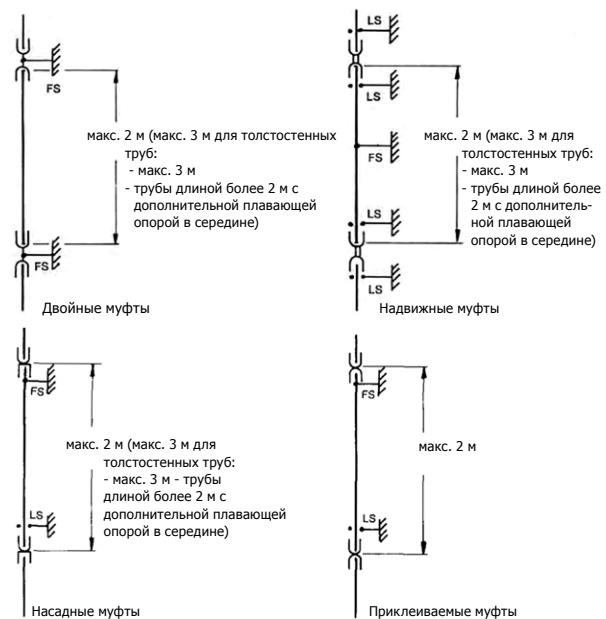 FS
макс. 2 м (макс. 3 м для толстостенных
труб:
- макс. 3 м
- трубы длиной более 2 м с
дополнительной плавающей
опорой в середине)
FS
Двойные муфты
LS
LS
FS
макс. 2 м (макс. 3 м для
толстостенных труб:
- макс. 3 м
- трубы длиной более
2 м с дополнитель-
ной плавающей
опорой в середине)
LS
LS
Надвижные муфты
FS
макс. 2 м (макс. 3 м для
толстостенных труб:
- макс. 3 м - трубы
длиной более 2 м с
дополнительной плавающей
опорой в середине)
LS
Насадные муфты
FS
макс. 2 м
LS
Приклеиваемые муфты